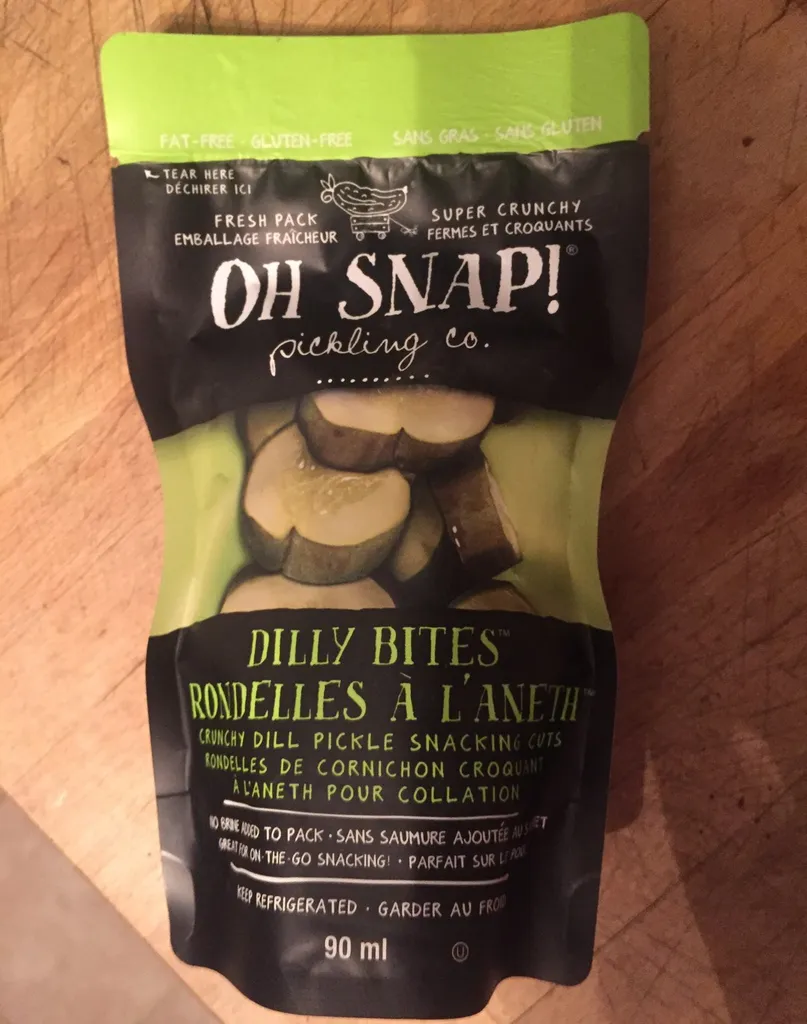 FAT-FREE · GLUTEN-FREE SANS GRAS · SANS GLUTEN
TEAR HERE
DÉCHIRER ICI
FRESH PACK
EMBALLAGE FRAÎCHEUR
SUPER CRUNCHY
FERMES ET CROQUANTS
OH SNAP!®
pickling co.
DILLY BITES™
RONDELLES À L'ANETH™
CRUNCHY DILL PICKLE SNACKING CUTS
RONDELLES DE CORNICHON CROQUANT
À L'ANETH POUR COLLATION
NO BRINE ADDED TO PACK · SANS SAUMURE AJOUTÉE AU
GREAT FOR ON-THE-GO SNACKING! · PARFAIT SUR LE
KEEP REFRIGERATED · GARDER AU FROID
90 ml
U